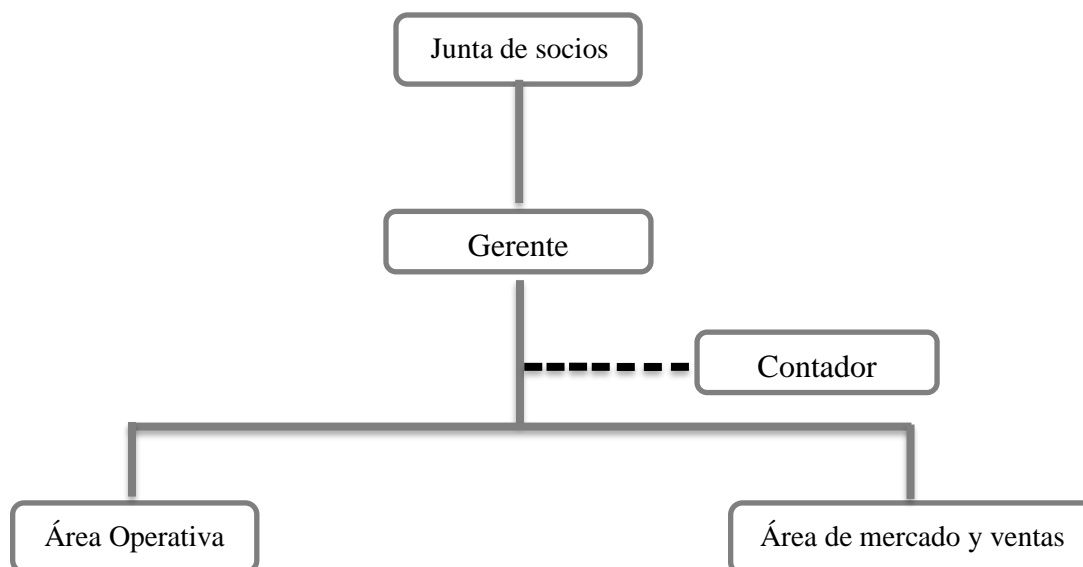 Junta de socios
Gerente
Contador
Área Operativa
Área de mercado y ventas